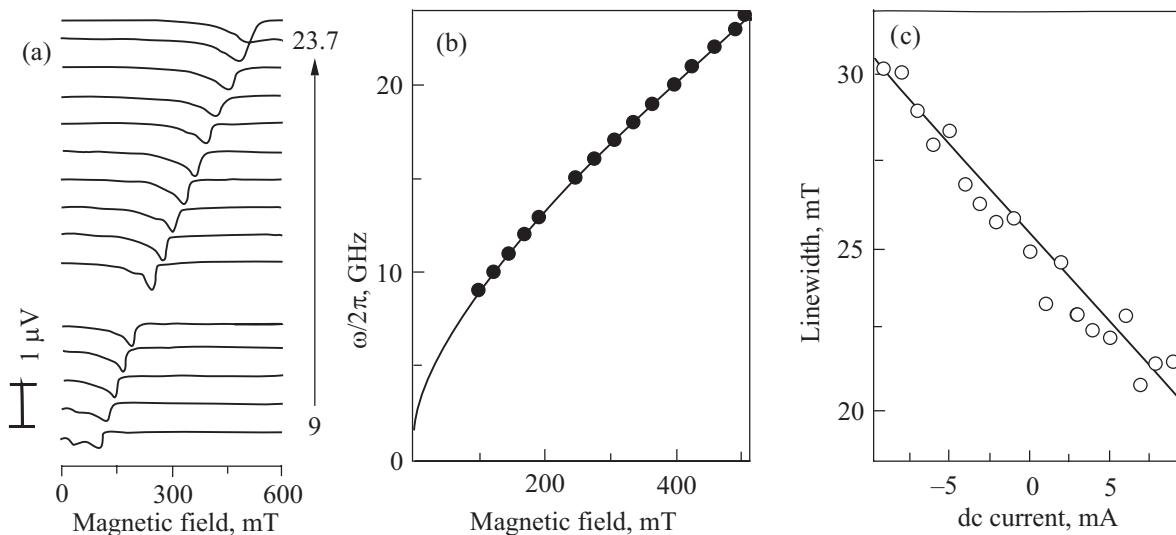 (a)
23.7
9
1 μV
0
300
600
Magnetic field, mT
(b)
20
10
0
ω/2π, GHz
200
400
Magnetic field, mT
(c)
30
25
20
Linewidth, mT
−5
0
5
dc current, mA